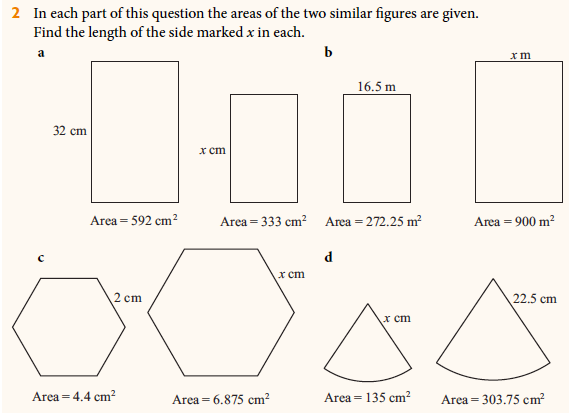 2 In each part of this question the areas of the two similar figures are given.
Find the length of the side marked x in each.
a
32 cm
x cm
Area = 592 cm²
Area = 333 cm²
b
16.5 m
x m
Area = 272.25 m²
Area = 900 m²
c
2 cm
x cm
Area = 4.4 cm²
Area = 6.875 cm²
d
x cm
22.5 cm
Area = 135 cm²
Area = 303.75 cm²